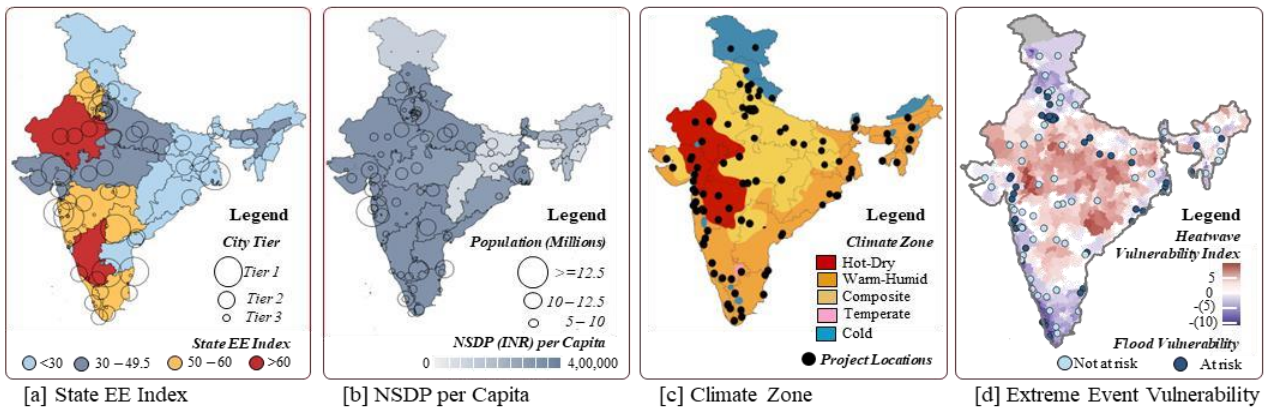 Legend
City Tier
Tier 1
Tier 2
Tier 3
State EE Index
<30
30 – 49.5
50 – 60
>60
[a] State EE Index
Legend
Population (Millions)
>=12.5
10 – 12.5
5 – 10
NSDP (INR) per Capita
0
4,00,000
[b] NSDP per Capita
Legend
Climate Zone
Hot-Dry
Warm-Humid
Composite
Temperate
Cold
Project Locations
[c] Climate Zone
Legend
Heatwave
Vulnerability Index
5
0
-(5)
-(10)
Flood Vulnerability
Not at risk
At risk
[d] Extreme Event Vulnerability